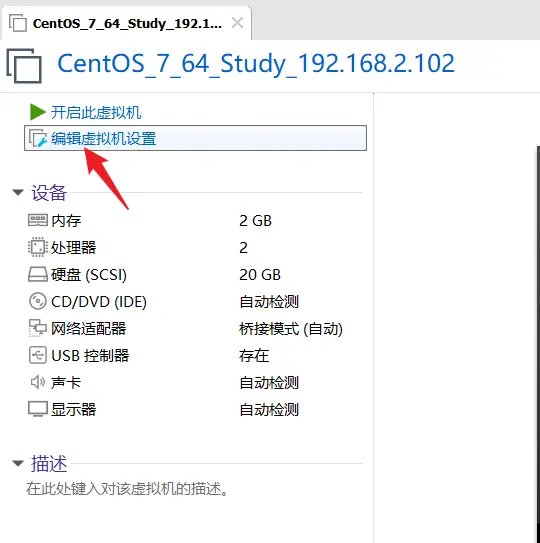 CentOS_7_64_Study_192.1...
CentOS_7_64_Study_192.168.2.102
开启此虚拟机
编辑虚拟机设置
设备
内存 2 GB
处理器 2
硬盘 (SCSI) 20 GB
CD/DVD (IDE) 自动检测
网络适配器 桥接模式 (自动)
USB 控制器 存在
声卡 自动检测
显示器 自动检测
描述
在此处键入对该虚拟机的描述。